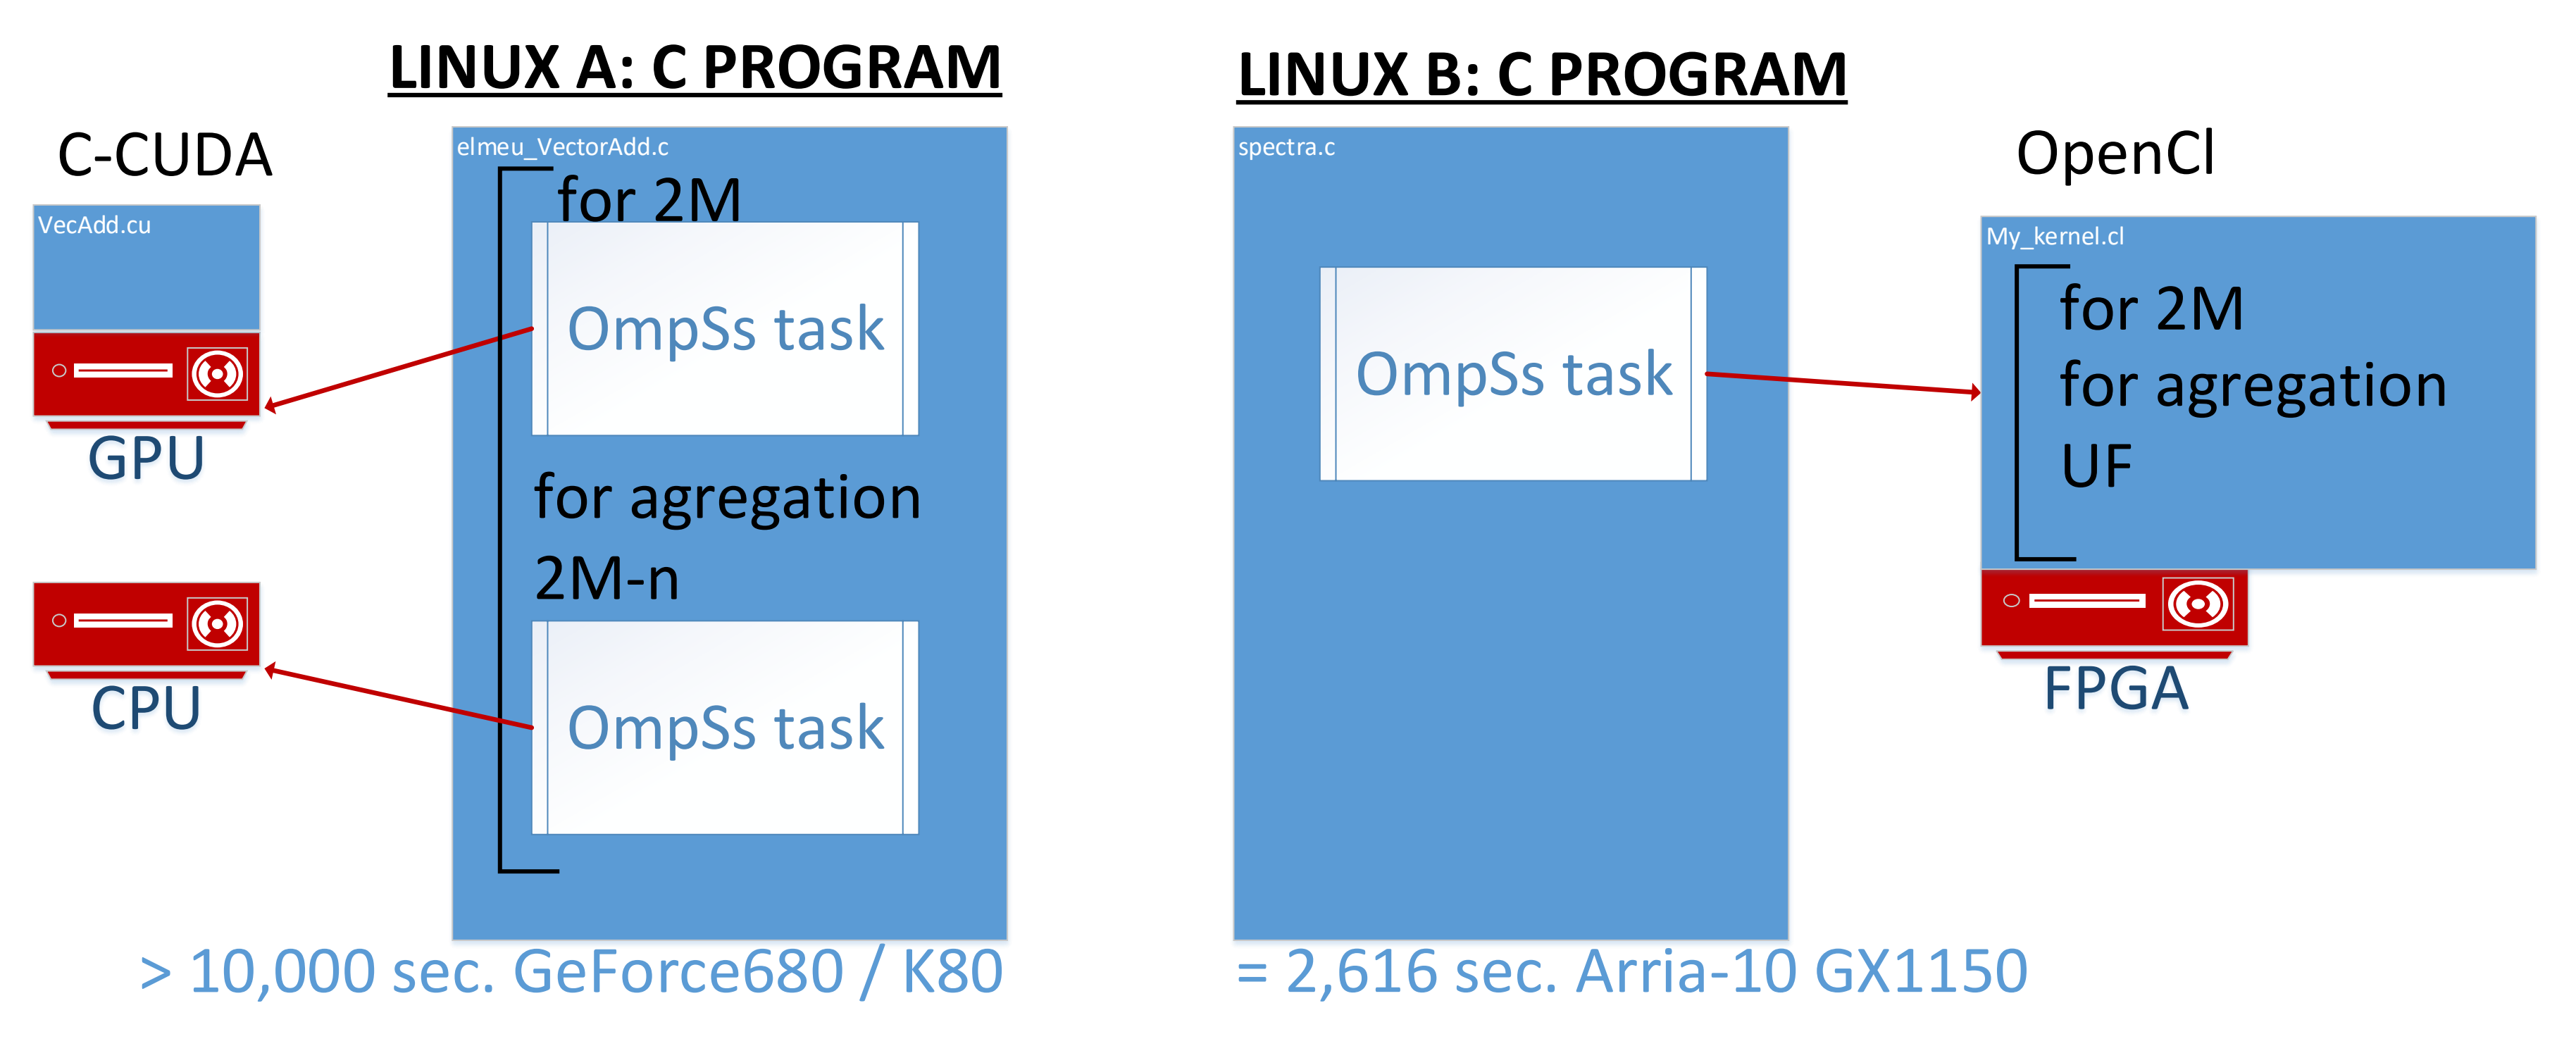 LINUX A: C PROGRAM
C-CUDA
VecAdd.cu
GPU
CPU
elmeu_VectorAdd.c
for 2M
OmpSs task
for agregation
2M-n
OmpSs task
> 10,000 sec. GeForce680 / K80
LINUX B: C PROGRAM
spectra.c
OmpSs task
OpenCl
My_kernel.cl
for 2M
for agregation
UF
FPGA
= 2,616 sec. Arria-10 GX1150